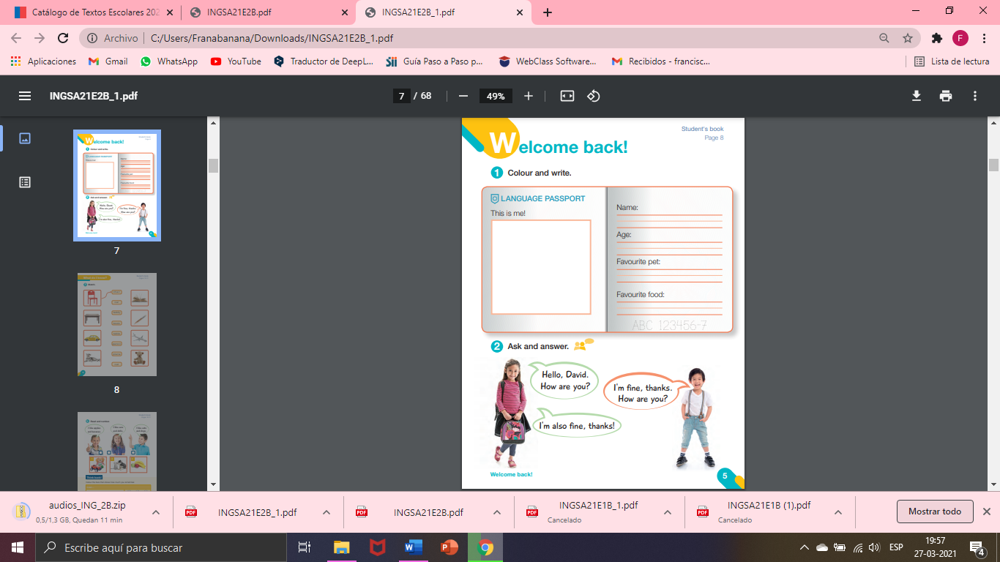 Catálogo de Textos Escolares 202
INGSA21E2B.pdf
INGSA21E2B_1.pdf
Archivo
C:/Users/Franabanana/Downloads/INGSA21E2B_1.pdf
F
Aplicaciones
Gmail
WhatsApp
YouTube
Traductor de DeepL...
Guía Paso a Paso p...
WebClass Software...
Recibidos - francisc...
Lista de lectura
INGSA21E2B_1.pdf
7 / 68
49%
Welcome back!
7
8
Student's book
Page 8
Welcome back!
1 Colour and write.
LANGUAGE PASSPORT
This is me!
Name:
Age:
Favourite pet:
Favourite food:
ABC 123456-7
2 Ask and answer.
Hello, David.
How are you?
I'm fine, thanks.
How are you?
I'm also fine, thanks!
Welcome back!
5
audios_ING_2B.zip
0,5/1,3 GB, Quedan 11 min
INGSA21E2B_1.pdf
INGSA21E2B.pdf
INGSA21E1B_1.pdf
Cancelado
INGSA21E1B (1).pdf
Cancelado
Mostrar todo
Escribe aquí para buscar
ESP
19:57
27-03-2021
4